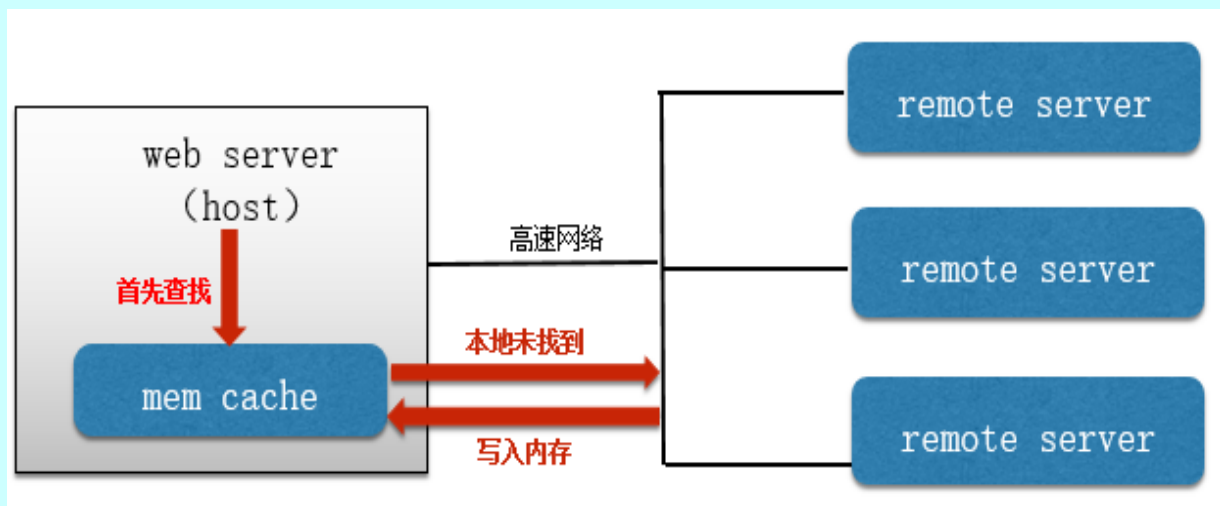 web server
(host)
首先查找
mem cache
高速网络
本地未找到
写入内存
remote server
remote server
remote server